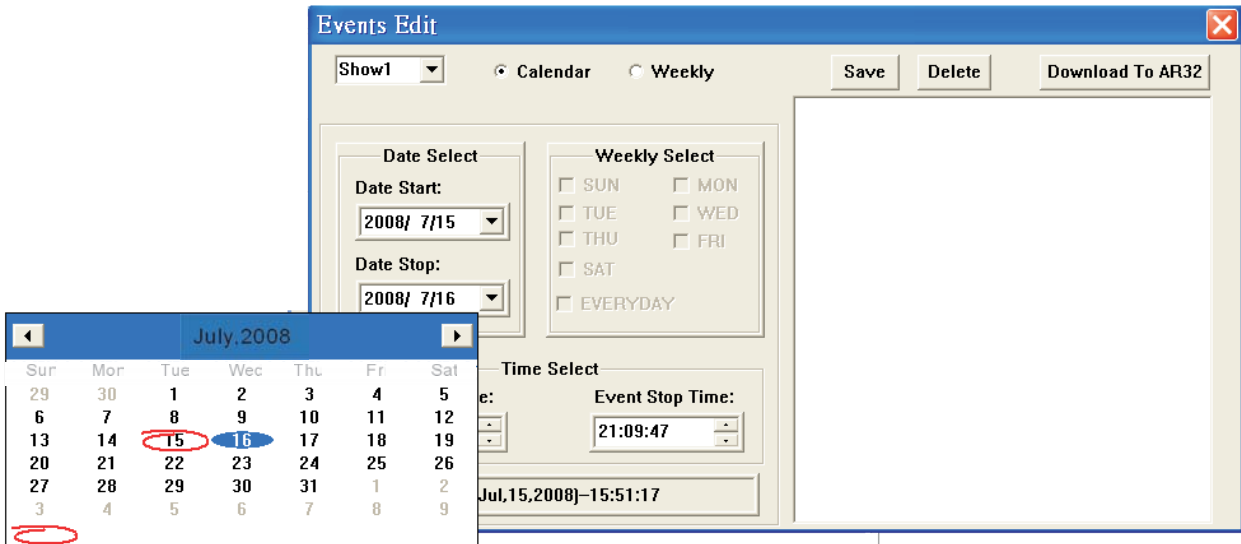 Events Edit
Show1 Calendar Weekly Save Delete Download To AR32
Date Select
Date Start:
2008/ 7/15
Date Stop:
2008/ 7/16
Weekly Select
SUN MON
TUE WED
THU FRI
SAT
EVERYDAY
July,2008
Sun Mon Tue Wed Thu Fri Sat
29 30 1 2 3 4 5
6 7 8 9 10 11 12
13 14 15 16 17 18 19
20 21 22 23 24 25 26
27 28 29 30 31 1 2
3 4 5 6 7 8 9
Time Select
e: Event Stop Time:
21:09:47
Jul,15,2008)–15:51:17